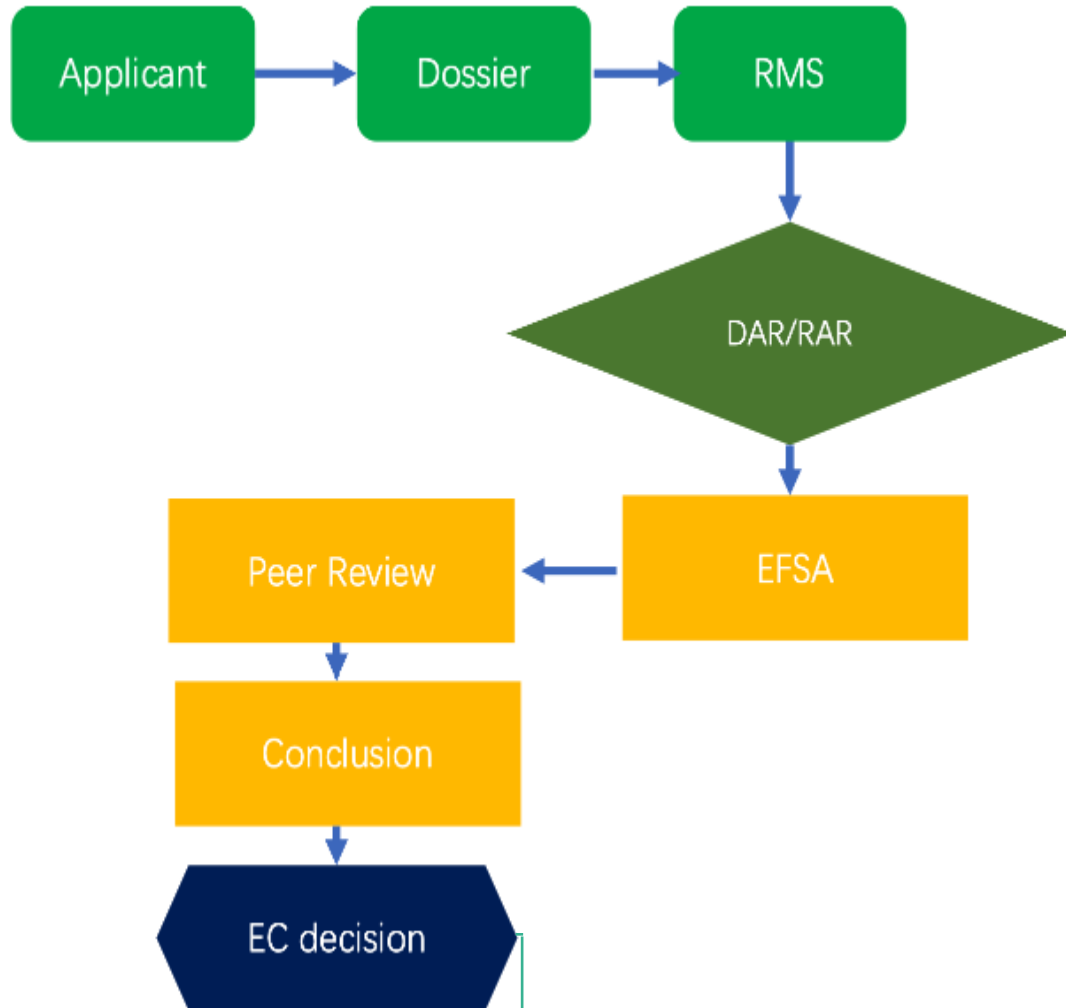 Applicant
Dossier
RMS
DAR/RAR
EFSA
Peer Review
Conclusion
EC decision